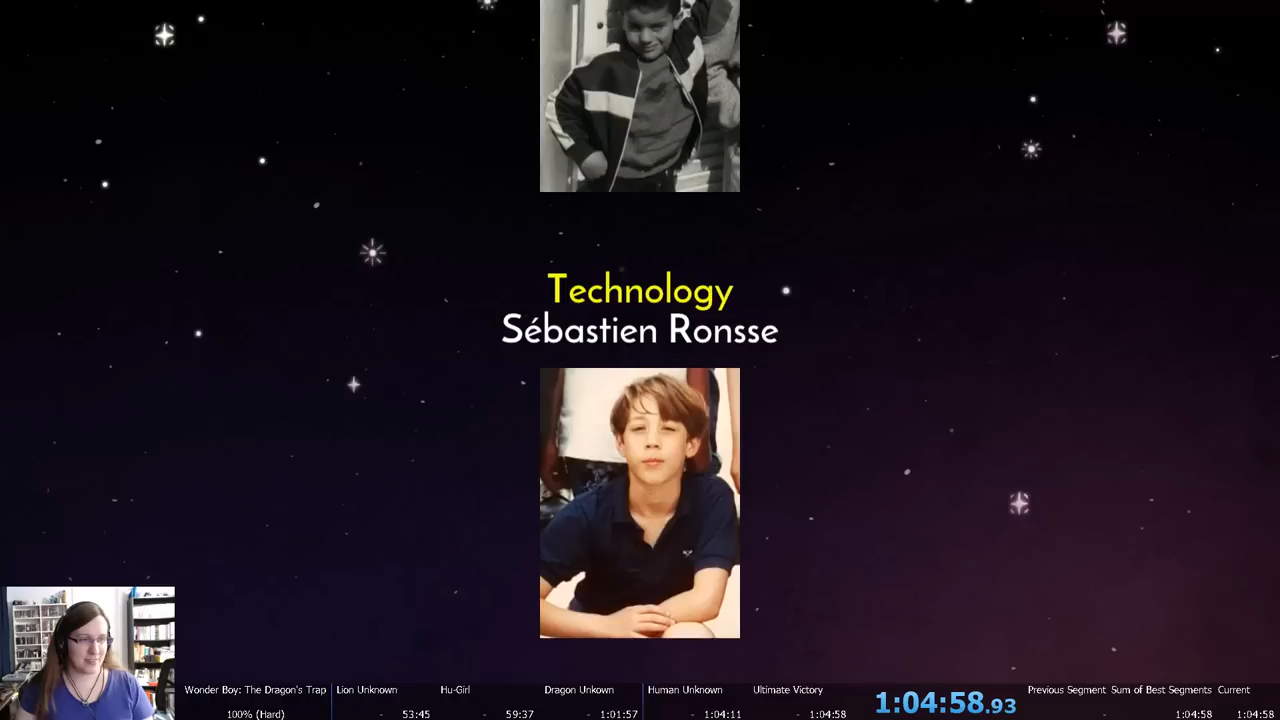 Technology
Sébastien Ronsse
Wonder Boy: The Dragon's Trap
100% (Hard)
Lion Unknown
- 53:45
Hu-Girl
- 59:37
Dragon Unkown
- 1:01:57
Human Unknown
- 1:04:11
Ultimate Victory
- 1:04:58
1:04:58.93
Previous Segment
-
Sum of Best Segments
1:04:58
Current
1:04:58